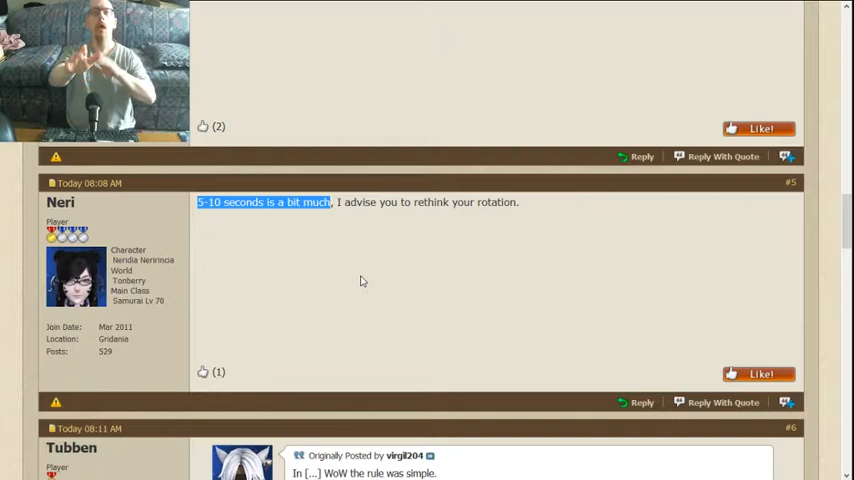 (2)
Like!
Reply
Reply With Quote
Today 08:08 AM
#5
Neri
Player
Character
Neridia Neririncia
World
Tonberry
Main Class
Samurai Lv 70
Join Date: Mar 2011
Location: Gridania
Posts: 529
5-10 seconds is a bit much, I advise you to rethink your rotation.
(1)
Like!
Reply
Reply With Quote
Today 08:11 AM
#6
Tubben
Player
Originally Posted by virgil204
In [...] WoW the rule was simple.